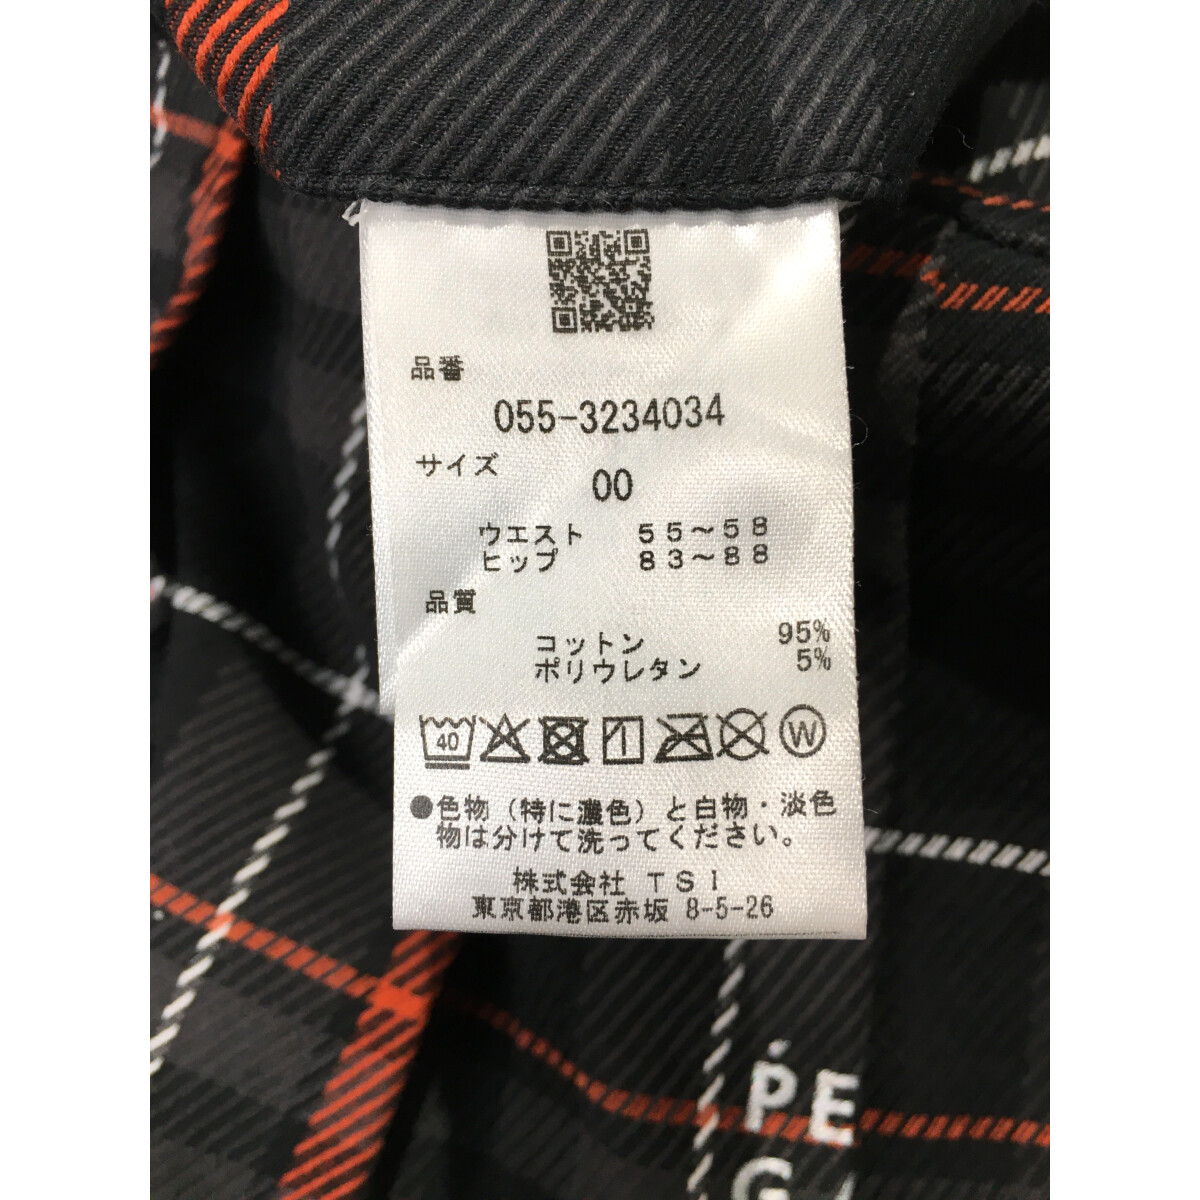 品番
055-3234034
サイズ
00
ウエスト 55～58
ヒップ 83～88
品質
コットン 95%
ポリウレタン 5%
40
W
●色物（特に濃色）と白物・淡色
物は分けて洗ってください。
株式会社 TSI
東京都港区赤坂 8-5-26
PE